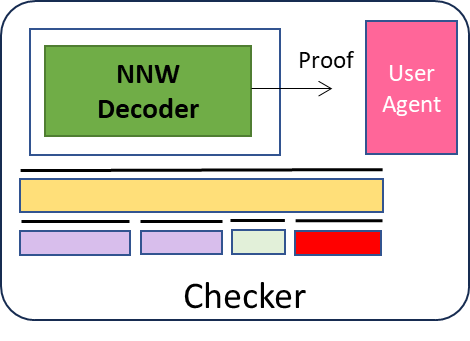 NNW
Decoder
Proof
User
Agent
Checker